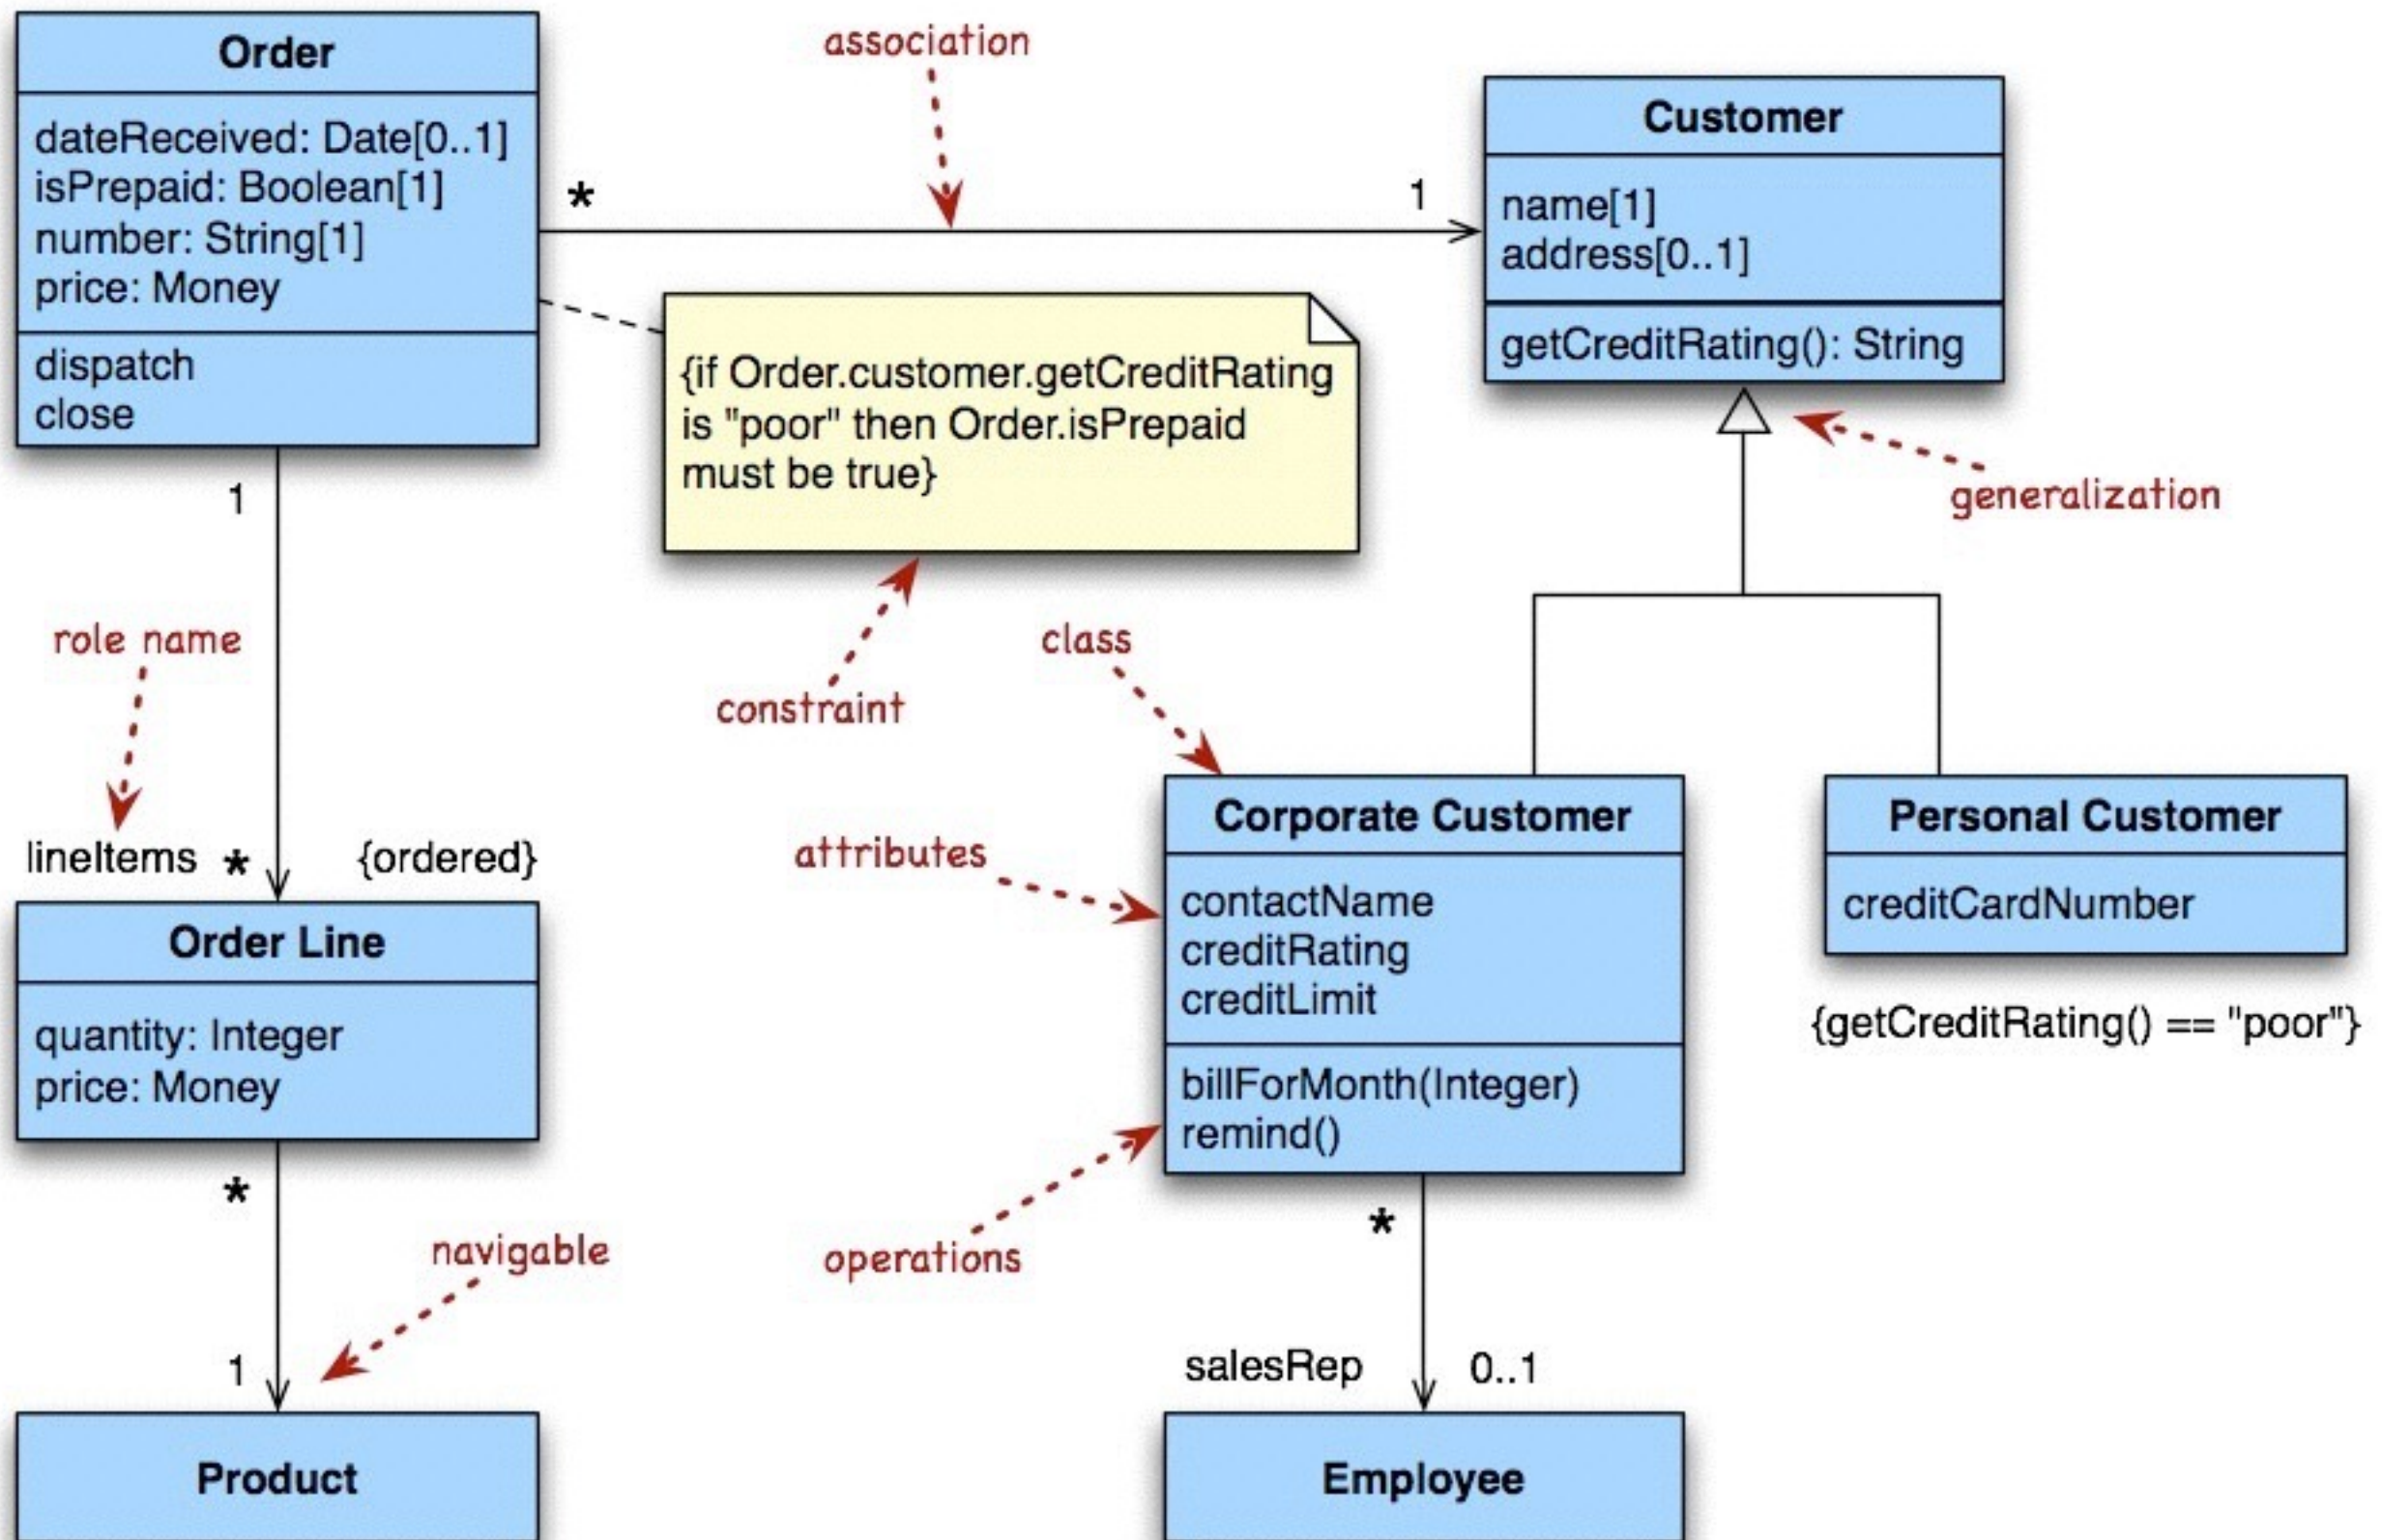 Order
dateReceived: Date[0..1]
isPrepaid: Boolean[1]
number: String[1]
price: Money
dispatch
close
association
*
1
Customer
name[1]
address[0..1]
getCreditRating(): String
{if Order.customer.getCreditRating
is "poor" then Order.isPrepaid
must be true}
generalization
1
role name
constraint
class
lineItems * {ordered}
Order Line
quantity: Integer
price: Money
attributes
Corporate Customer
contactName
creditRating
creditLimit
billForMonth(Integer)
remind()
Personal Customer
creditCardNumber
{getCreditRating() == "poor"}
*
navigable
operations
*
1
salesRep 0..1
Product
Employee